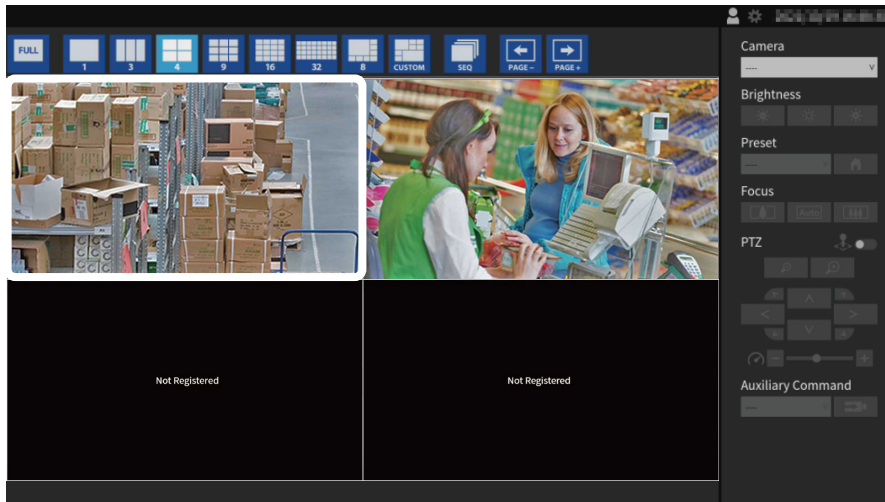 FULL
1
3
4
9
16
32
8
CUSTOM
SEQ
PAGE -
PAGE +
Camera
----
Brightness
Preset
----
Focus
Auto
PTZ
Auxiliary Command
----
Not Registered
Not Registered